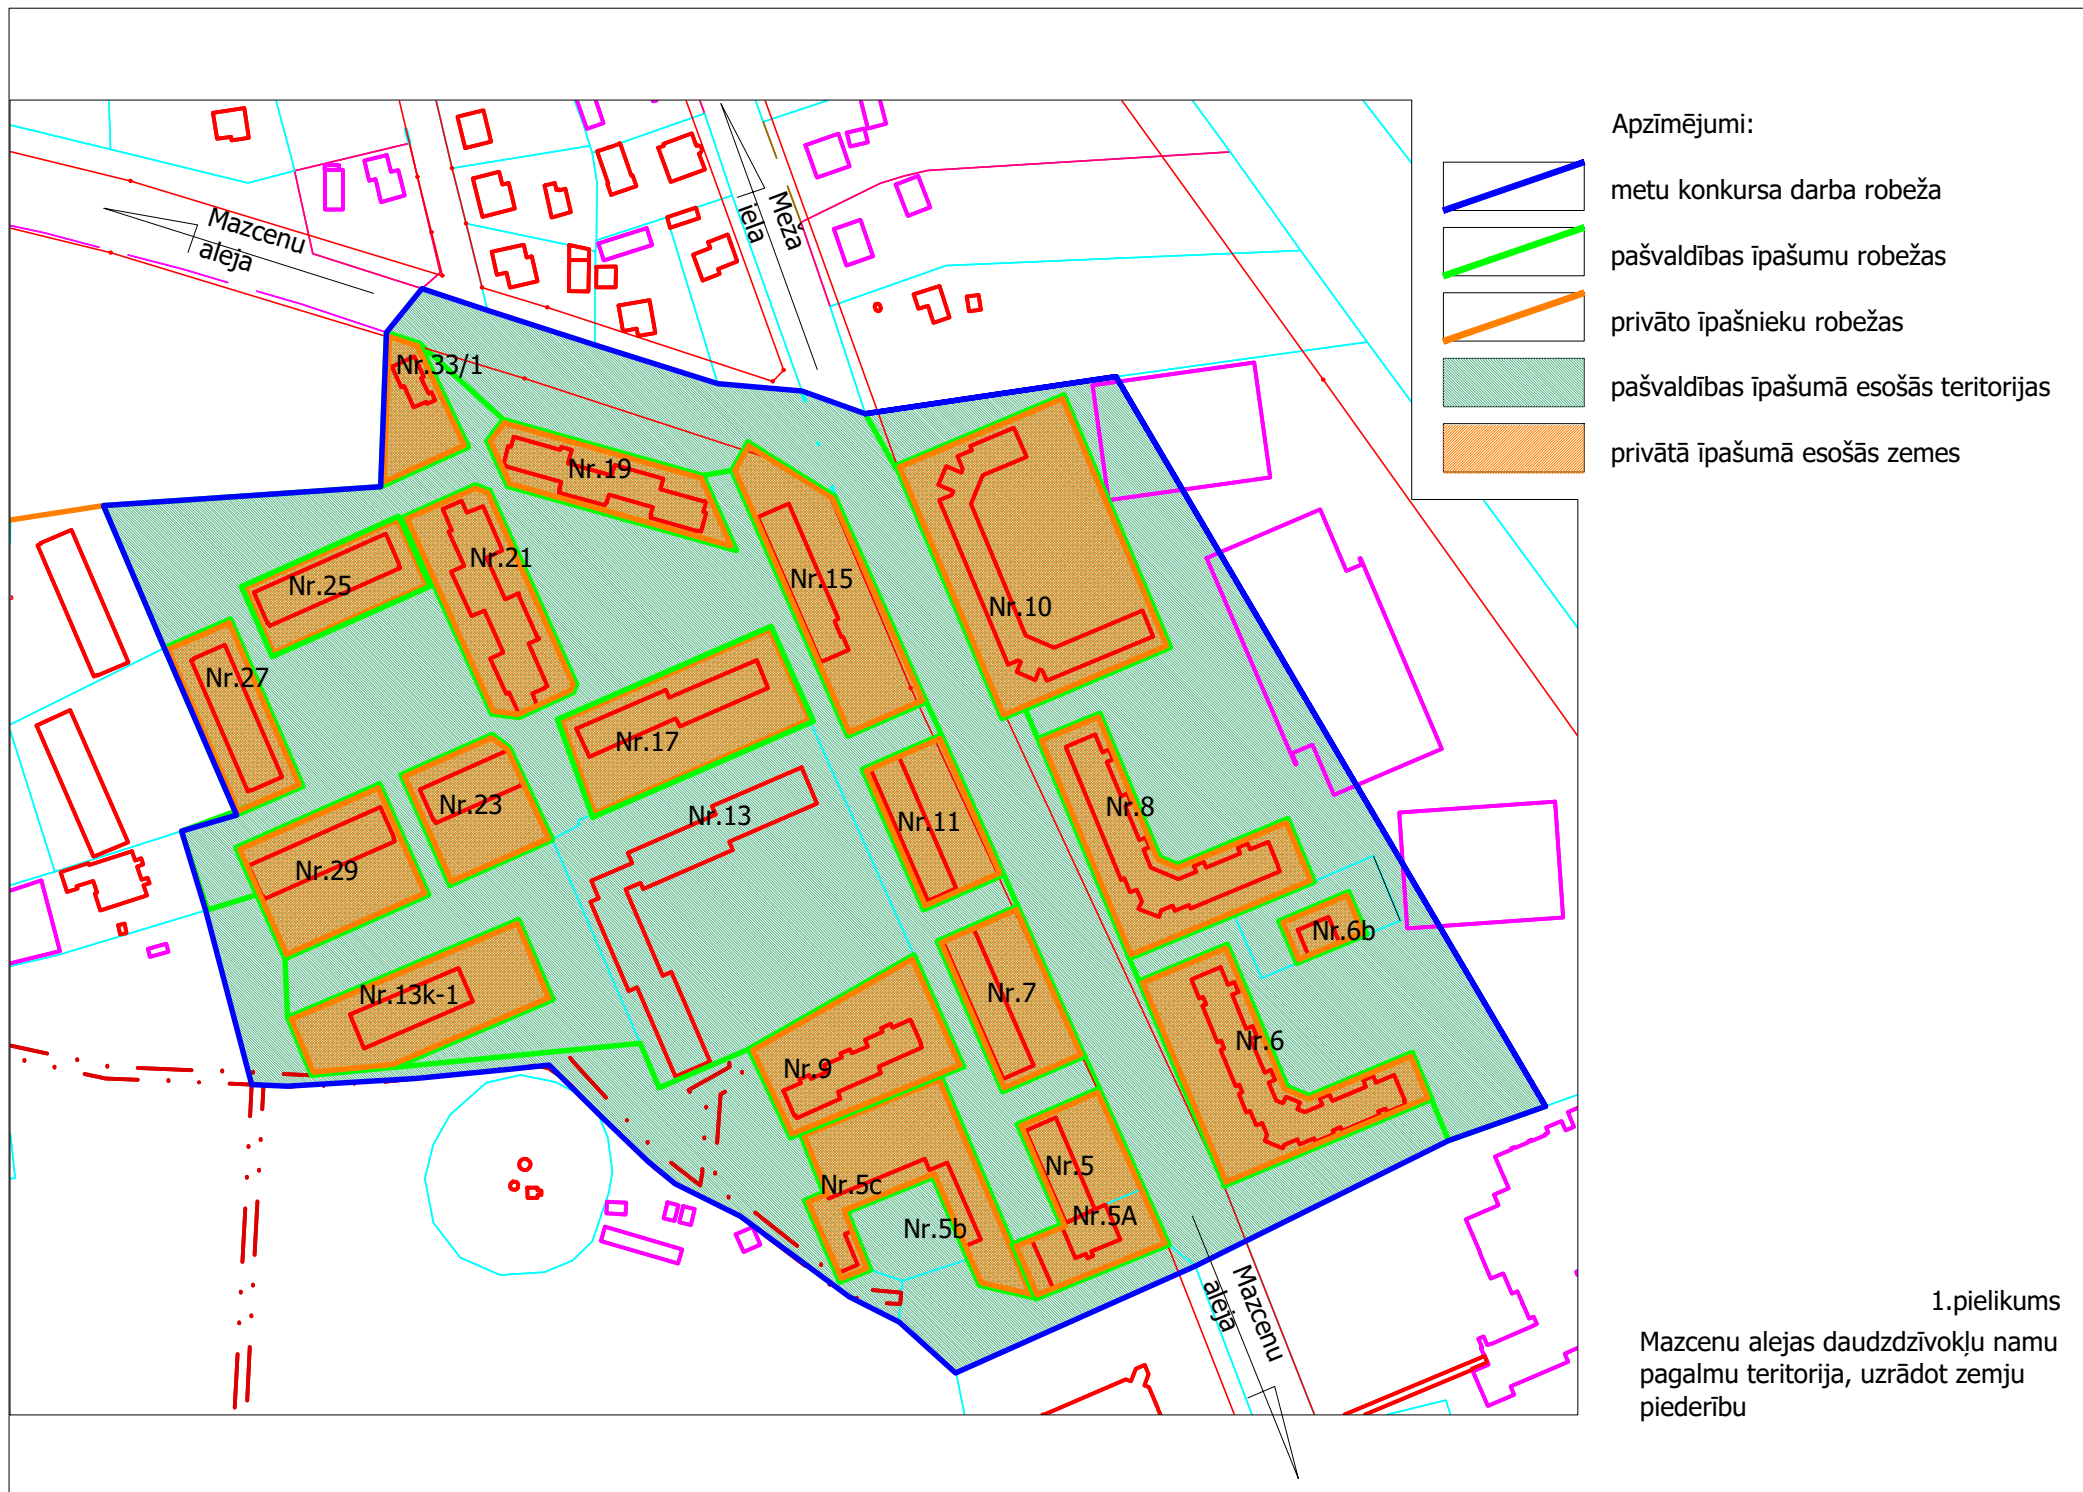 Apzīmējumi:
metu konkursa darba robeža
pašvaldības īpašumu robežas
privāto īpašnieku robežas
pašvaldības īpašumā esošās teritorijas
privātā īpašumā esošās zemes
Mazcenu
aleja
Meža
iela
Nr.33/1
Nr.19
Nr.21
Nr.25
Nr.15
Nr.10
Nr.27
Nr.17
Nr.23
Nr.13
Nr.11
Nr.8
Nr.29
Nr.6b
Nr.13k-1
Nr.7
Nr.9
Nr.6
Nr.5
Nr.5c
Nr.5A
Nr.5b
Mazcenu
aleja
1.pielikums
Mazcenu alejas daudzdzīvokļu namu
pagalmu teritorija, uzrādot zemju
piederību